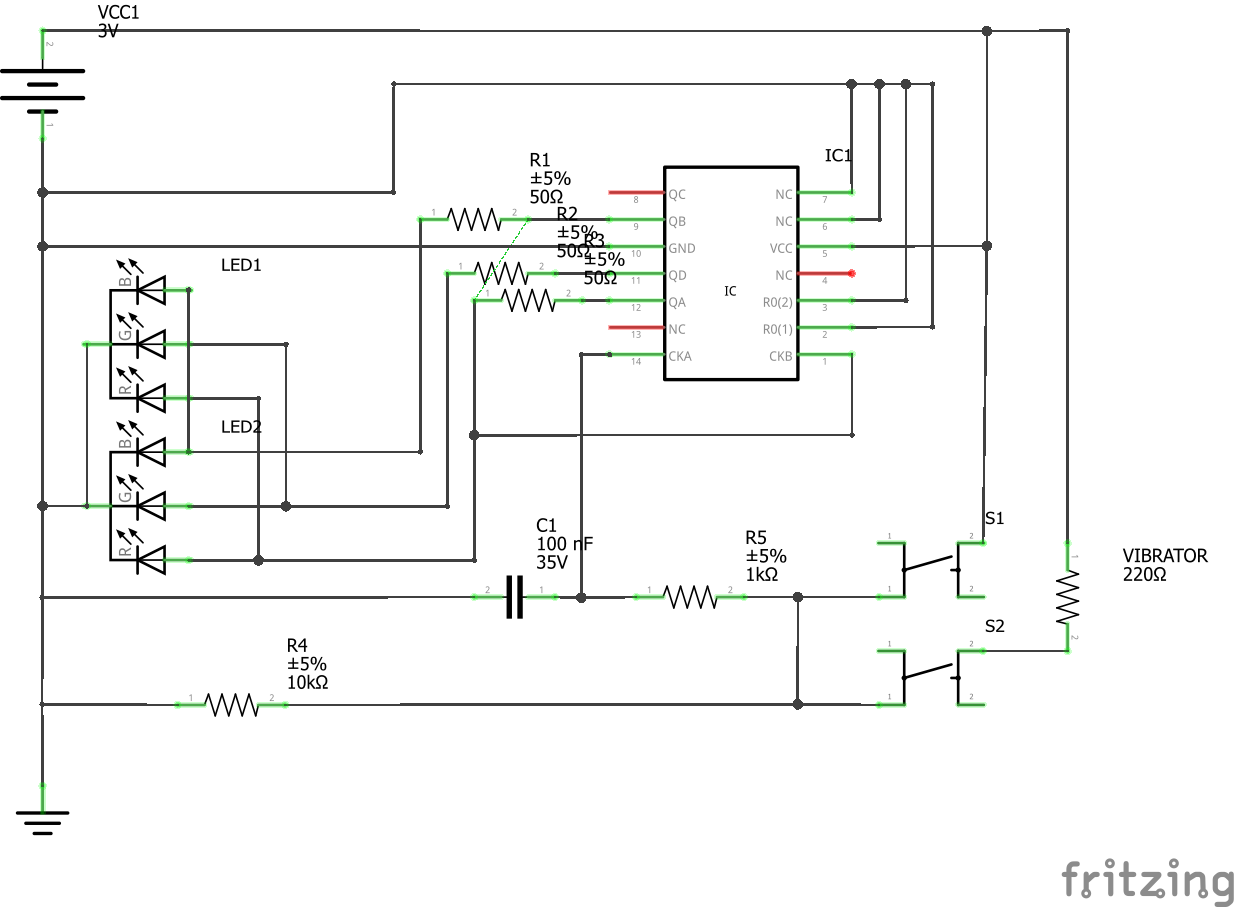 VCC1
3V
2
1
R1
±5%
50Ω
R2
±5%
50Ω
R3
±5%
50Ω
1
2
1
2
1
2
IC1
IC
QC
QB
GND
QD
QA
NC
CKA
8
9
10
11
12
13
14
NC
NC
VCC
NC
R0(2)
R0(1)
CKB
7
6
5
4
3
2
1
LED1
B
G
R
LED2
B
G
R
C1
100 nF
35V
2
1
R5
±5%
1kΩ
1
2
S1
1
2
1
2
S2
1
2
1
2
VIBRATOR
220Ω
1
2
R4
±5%
10kΩ
1
2
fritzing